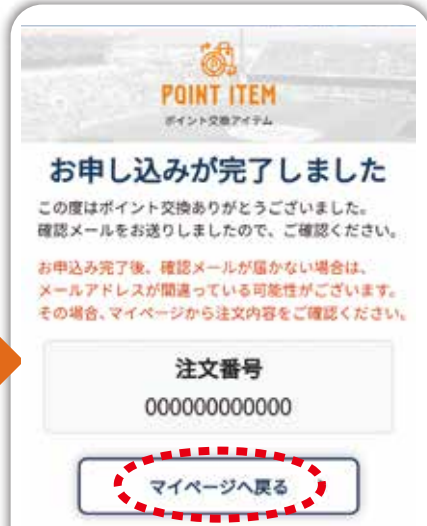 POINT ITEM
ポイント交換アイテム
お申し込みが完了しました
この度はポイント交換ありがとうございました。
確認メールをお送りしましたので、ご確認ください。
お申込み完了後、確認メールが届かない場合は、
メールアドレスが間違っている可能性がございます。
その場合、マイページから注文内容をご確認ください。
注文番号
000000000000
マイページへ戻る